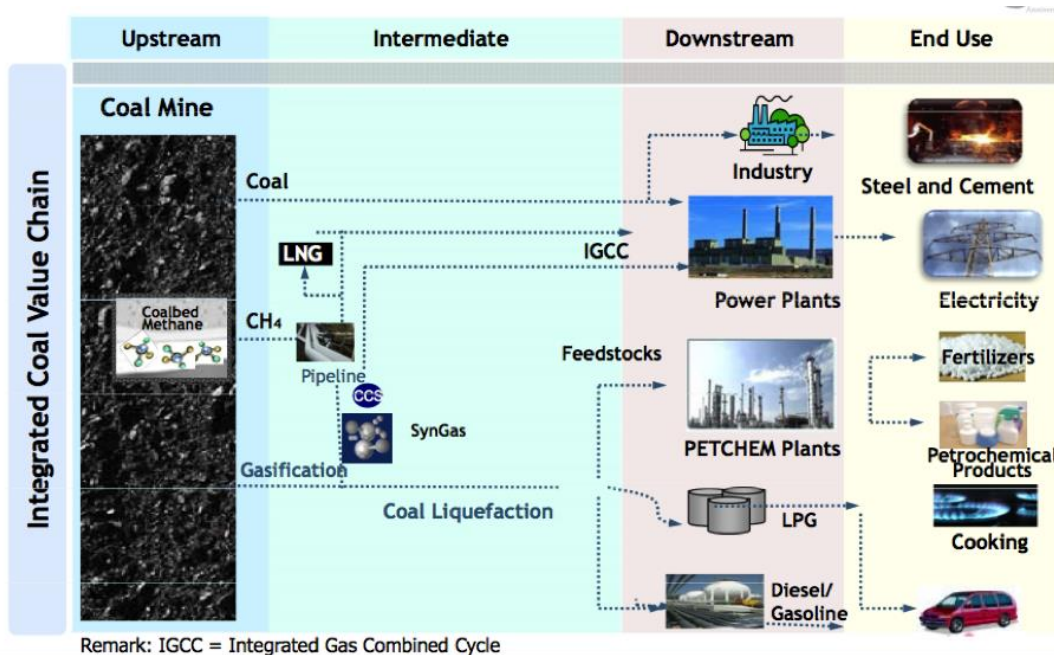 Upstream
Intermediate
Downstream
End Use
Integrated Coal Value Chain
Coal Mine
Coal
Industry
Steel and Cement
LNG
IGCC
Power Plants
Electricity
Coalbed
Methane
CH₄
Pipeline
Feedstocks
Fertilizers
CCS
SynGas
PETCHEM Plants
Petrochemical
Products
Gasification
Coal Liquefaction
LPG
Cooking
Diesel/
Gasoline
Remark: IGCC = Integrated Gas Combined Cycle